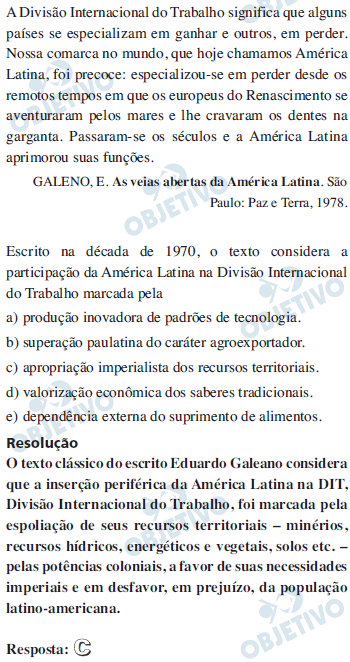 A Divisão Internacional do Trabalho significa que alguns
países se especializam em ganhar e outros, em perder.
Nossa comarca no mundo, que hoje chamamos América
Latina, foi precoce: especializou-se em perder desde os
remotos tempos em que os europeus do Renascimento se
aventuraram pelos mares e lhe cravaram os dentes na
garganta. Passaram-se os séculos e a América Latina
aprimorou suas funções.
GALENO, E. As veias abertas da América Latina. São
Paulo: Paz e Terra, 1978.
Escrito na década de 1970, o texto considera a
participação da América Latina na Divisão Internacional
do Trabalho marcada pela
a) produção inovadora de padrões de tecnologia.
b) superação paulatina do caráter agroexportador.
c) apropriação imperialista dos recursos territoriais.
d) valorização econômica dos saberes tradicionais.
e) dependência externa do suprimento de alimentos.
Resolução
O texto clássico do escrito Eduardo Galeano considera
que a inserção periférica da América Latina na DIT,
Divisão Internacional do Trabalho, foi marcada pela
espoliação de seus recursos territoriais – minérios,
recursos hídricos, energéticos e vegetais, solos etc. –
pelas potências coloniais, a favor de suas necessidades
imperiais e em desfavor, em prejuízo, da população
latino-americana.
Resposta: C
OBJETIVO
OBJETIVO
OBJETIVO
OBJETIVO
OBJETIVO
OBJETIVO
OBJETIVO